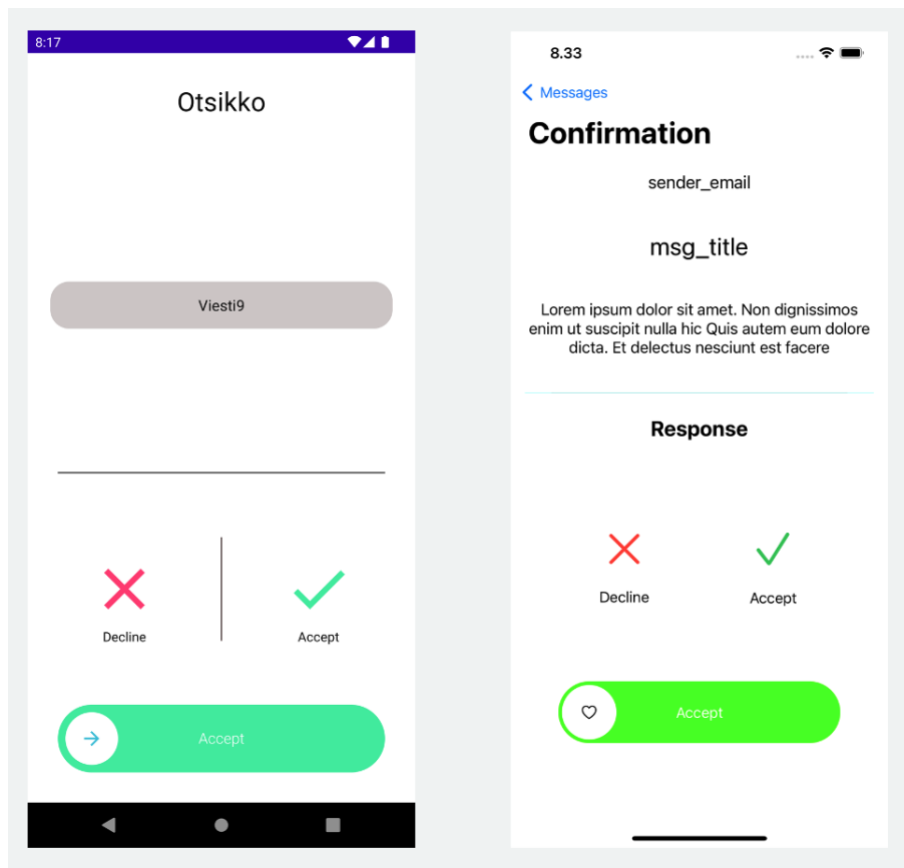 8:17
Otsikko
Viesti9
Decline
Accept
Accept
8.33
Messages
Confirmation
sender_email
msg_title
Lorem ipsum dolor sit amet. Non dignissimos
enim ut suscipit nulla hic Quis autem eum dolore
dicta. Et delectus nesciunt est facere
Response
Decline
Accept
Accept